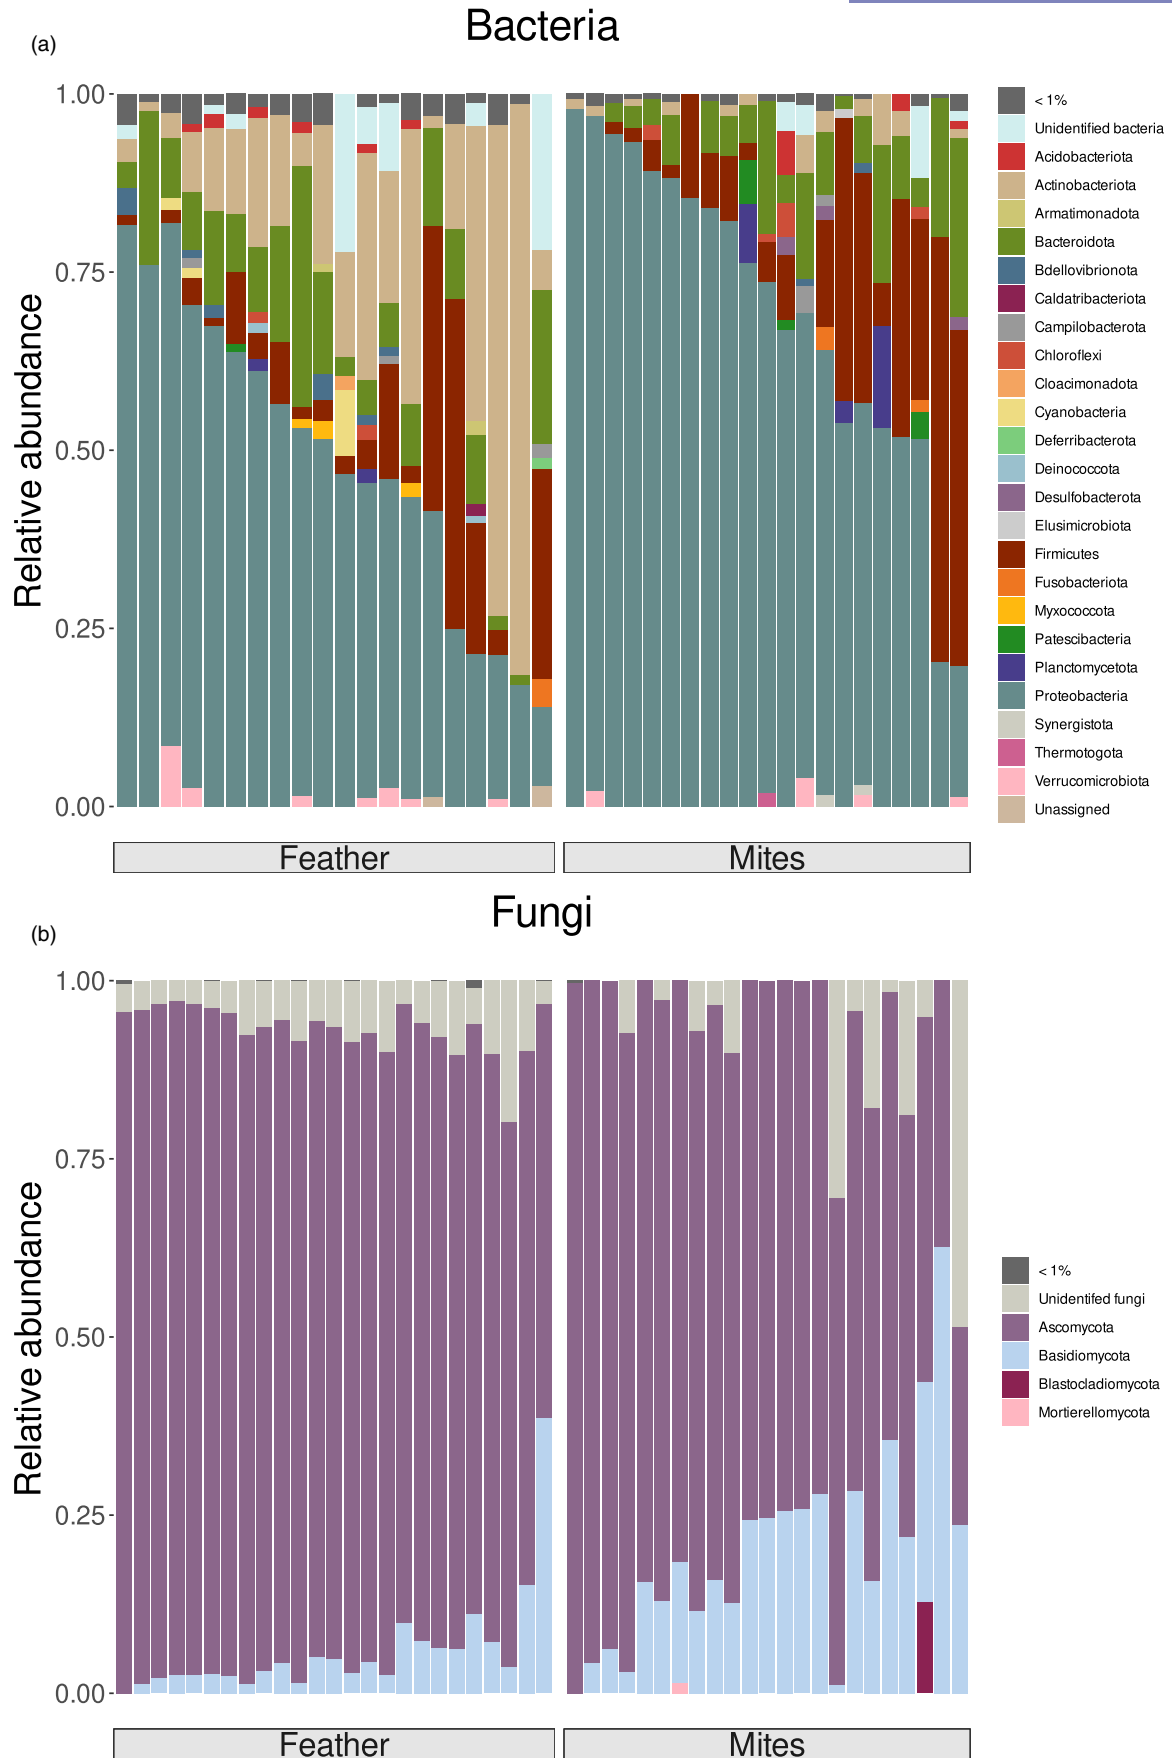 Bacteria
(a)
1.00
0.75
0.50
0.25
0.00
Relative abundance
Feather
Mites
< 1%
Unidentified bacteria
Acidobacteriota
Actinobacteriota
Armatimonadota
Bacteroidota
Bdellovibrionota
Caldatribacteriota
Campilobacterota
Chloroflexi
Cloacimonadota
Cyanobacteria
Deferribacterota
Deinococcota
Desulfobacterota
Elusimicrobiota
Firmicutes
Fusobacteriota
Myxococcota
Patescibacteria
Planctomycetota
Proteobacteria
Synergistota
Thermotogota
Verrucomicrobiota
Unassigned
Fungi
(b)
1.00
0.75
0.50
0.25
0.00
Relative abundance
Feather
Mites
< 1%
Unidentifed fungi
Ascomycota
Basidiomycota
Blastocladiomycota
Mortierellomycota